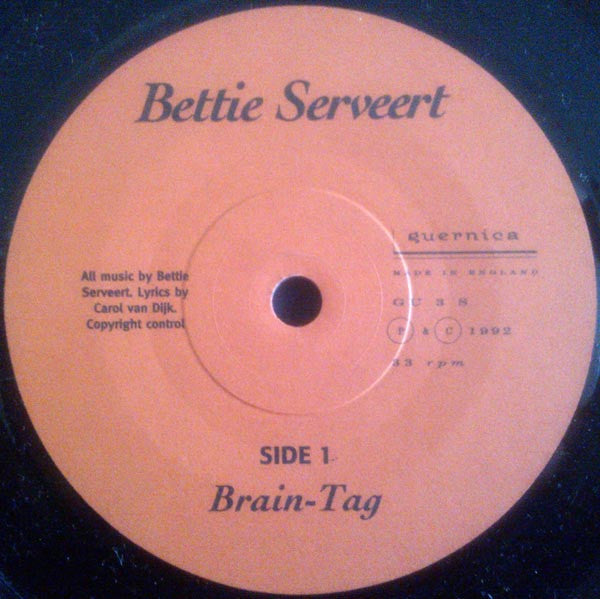 Bettie Serveert
All music by Bettie
Serveert. Lyrics by
Carol van Dijk.
Copyright control
guernica
MADE IN ENGLAND
GU 3 S
P & C 1992
33 rpm
SIDE 1
Brain-Tag